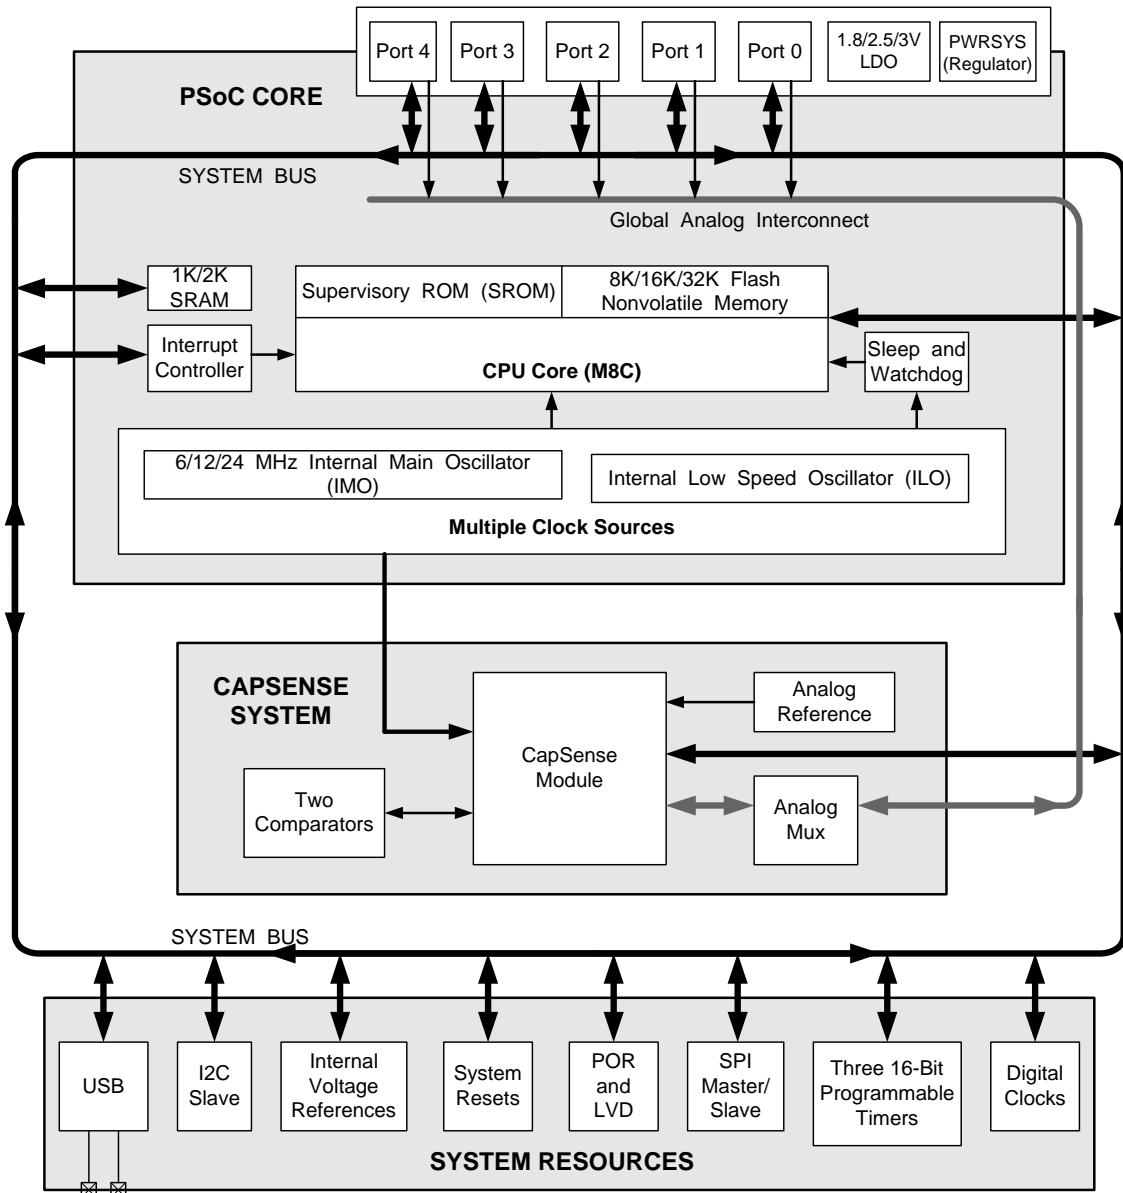 Port 4
Port 3
Port 2
Port 1
Port 0
1.8/2.5/3V
LDO
PWRSYS
(Regulator)
PSoC CORE
SYSTEM BUS
Global Analog Interconnect
1K/2K
SRAM
Supervisory ROM (SROM)
8K/16K/32K Flash
Nonvolatile Memory
Interrupt
Controller
CPU Core (M8C)
Sleep and
Watchdog
6/12/24 MHz Internal Main Oscillator
(IMO)
Internal Low Speed Oscillator (ILO)
Multiple Clock Sources
CAPSENSE
SYSTEM
Analog
Reference
CapSense
Module
Two
Comparators
Analog
Mux
SYSTEM BUS
USB
I2C
Slave
Internal
Voltage
References
System
Resets
POR
and
LVD
SPI
Master/
Slave
Three 16-Bit
Programmable
Timers
Digital
Clocks
SYSTEM RESOURCES